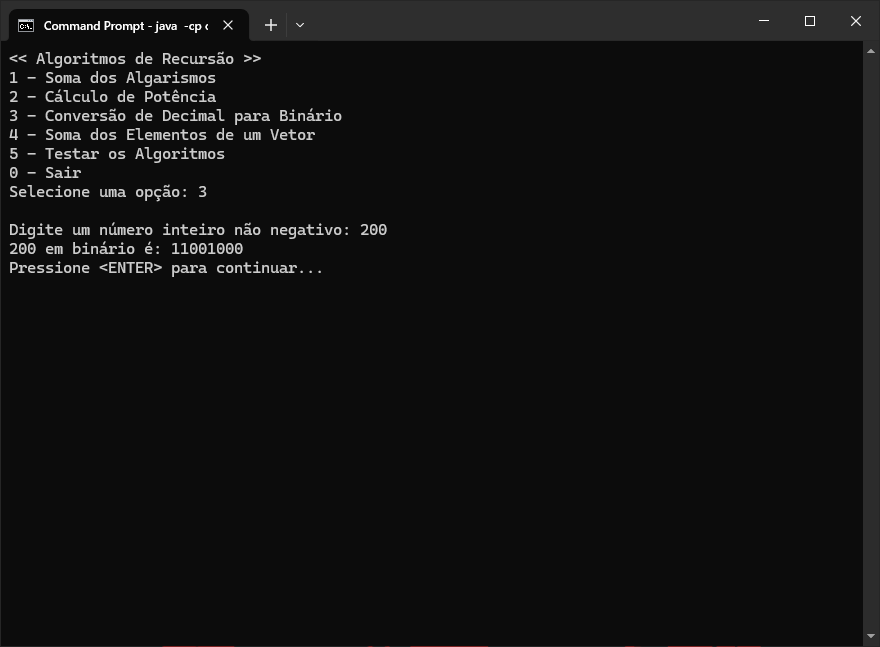 Command Prompt - java -cp c
<< Algoritmos de Recursão >>
1 - Soma dos Algarismos
2 - Cálculo de Potência
3 - Conversão de Decimal para Binário
4 - Soma dos Elementos de um Vetor
5 - Testar os Algoritmos
0 - Sair
Selecione uma opção: 3
Digite um número inteiro não negativo: 200
200 em binário é: 11001000
Pressione <ENTER> para continuar...